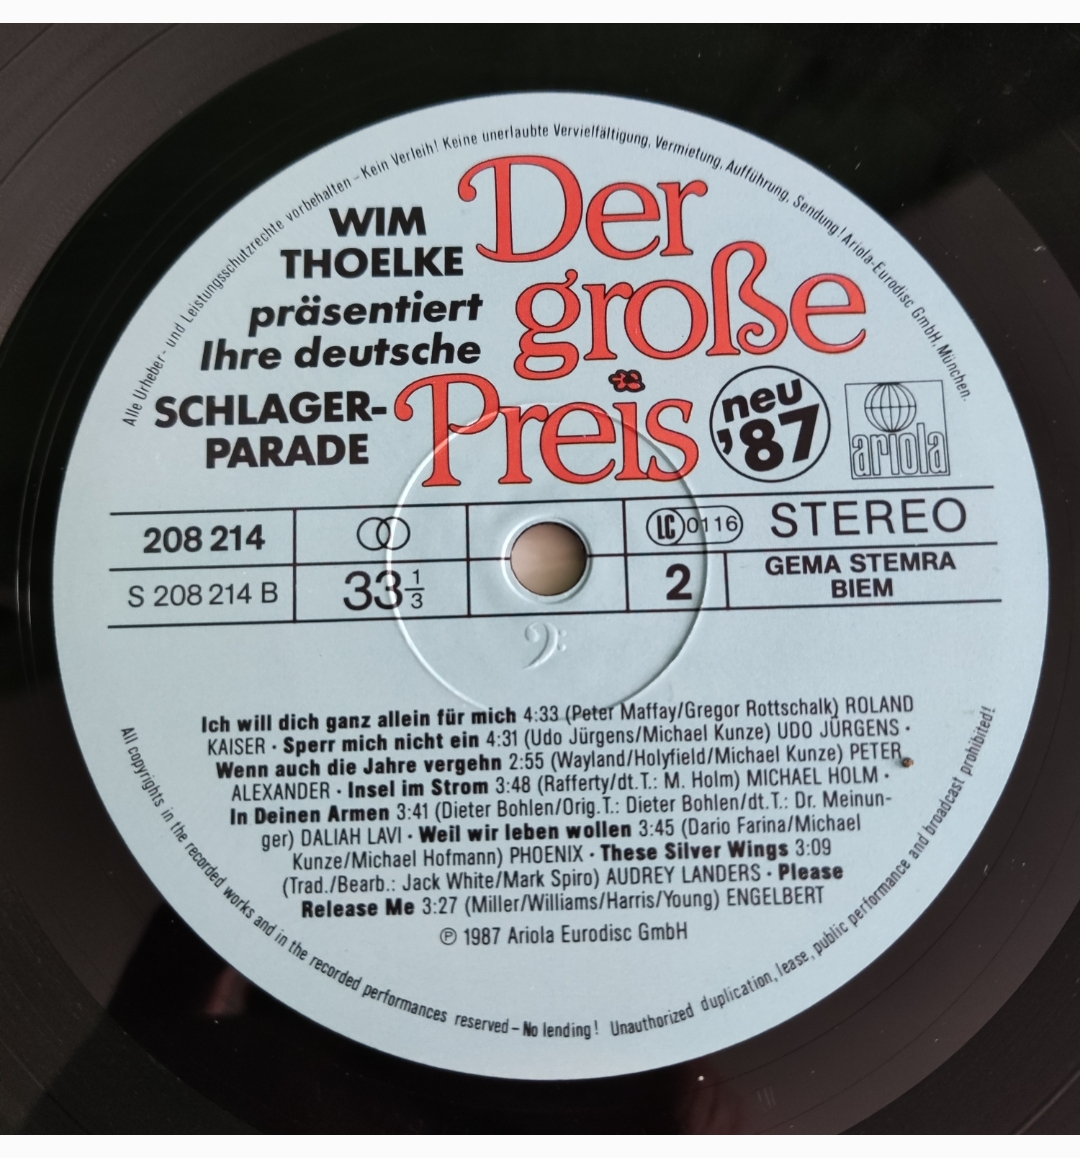 Alle Urheber- und Leistungsschutzrechte vorbehalten – Kein Verleih! Keine unerlaubte Vervielfältigung, Vermietung, Aufführung, Sendung! Ariola-Eurodisc GmbH, München.
WIM
THOELKE
präsentiert
Ihre deutsche
SCHLAGER-
PARADE
Der
große
Preis
neu
'87
ariola
208 214
S 208 214 B
33 1/3
LC 0116
STEREO
2
GEMA STEMRA
BIEM
Ich will dich ganz allein für mich 4:33 (Peter Maffay/Gregor Rottschalk) ROLAND
KAISER · Sperr mich nicht ein 4:31 (Udo Jürgens/Michael Kunze) UDO JÜRGENS ·
Wenn auch die Jahre vergehn 2:55 (Wayland/Holyfield/Michael Kunze) PETER
ALEXANDER · Insel im Strom 3:48 (Rafferty/dt.T.: M. Holm) MICHAEL HOLM ·
In Deinen Armen 3:41 (Dieter Bohlen/Orig.T.: Dieter Bohlen/dt.T.: Dr. Meinun-
ger) DALIAH LAVI · Weil wir leben wollen 3:45 (Dario Farina/Michael
Kunze/Michael Hofmann) PHOENIX · These Silver Wings 3:09
(Trad./Bearb.: Jack White/Mark Spiro) AUDREY LANDERS · Please
Release Me 3:27 (Miller/Williams/Harris/Young) ENGELBERT
℗ 1987 Ariola Eurodisc GmbH
All copyrights in the recorded works and in the recorded performances reserved – No lending! Unauthorized duplication, lease, public performance and broadcast prohibited!